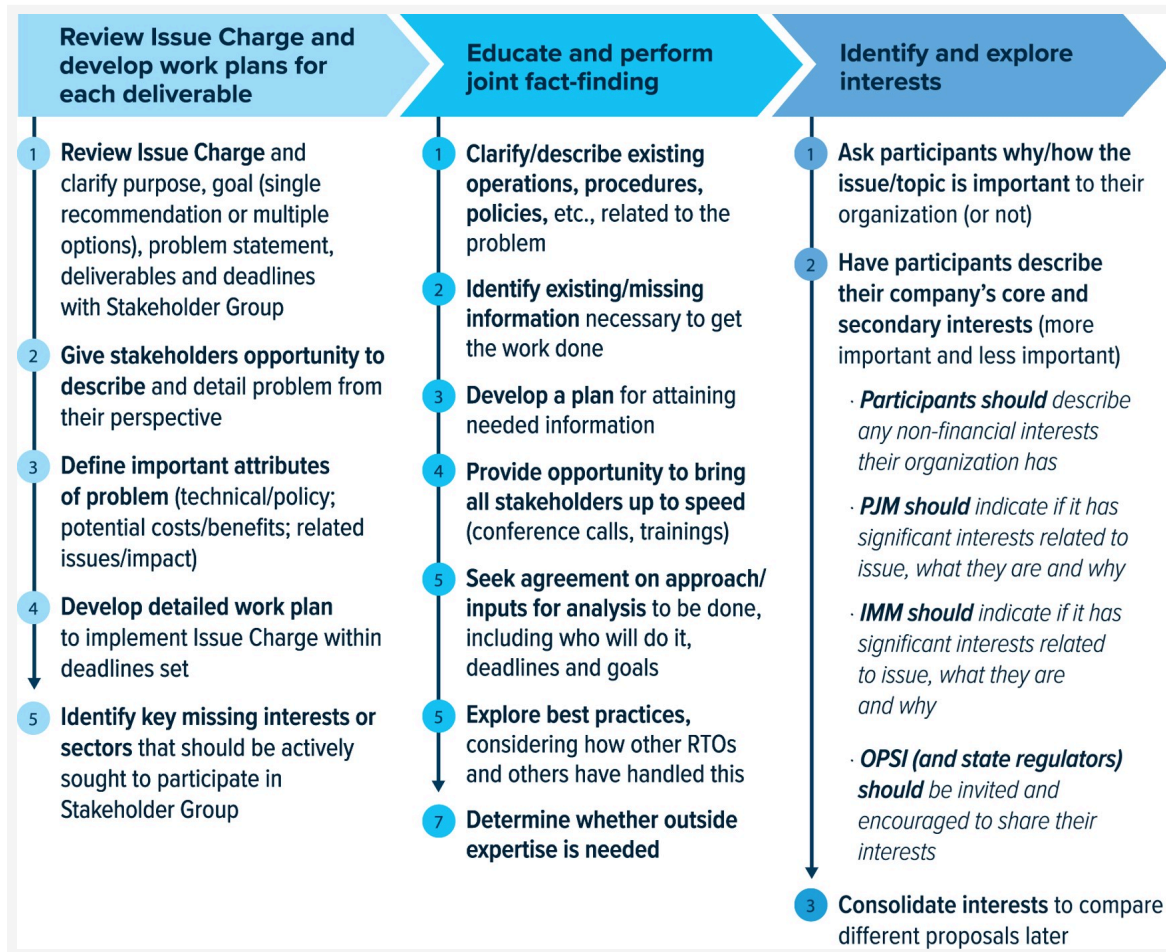 Review Issue Charge and
develop work plans for
each deliverable
1
Review Issue Charge and
clarify purpose, goal (single
recommendation or multiple
options), problem statement,
deliverables and deadlines
with Stakeholder Group
2
Give stakeholders opportunity to
describe and detail problem from
their perspective
3
Define important attributes
of problem (technical/policy;
potential costs/benefits; related
issues/impact)
4
Develop detailed work plan
to implement Issue Charge within
deadlines set
5
Identify key missing interests or
sectors that should be actively
sought to participate in
Stakeholder Group
Educate and perform
joint fact-finding
1
Clarify/describe existing
operations, procedures,
policies, etc., related to the
problem
2
Identify existing/missing
information necessary to get
the work done
3
Develop a plan for attaining
needed information
4
Provide opportunity to bring
all stakeholders up to speed
(conference calls, trainings)
5
Seek agreement on approach/
inputs for analysis to be done,
including who will do it,
deadlines and goals
5
Explore best practices,
considering how other RTOs
and others have handled this
7
Determine whether outside
expertise is needed
Identify and explore
interests
1
Ask participants why/how the
issue/topic is important to their
organization (or not)
2
Have participants describe
their company's core and
secondary interests (more
important and less important)
· Participants should describe
any non-financial interests
their organization has
· PJM should indicate if it has
significant interests related to
issue, what they are and why
· IMM should indicate if it has
significant interests related
to issue, what they are
and why
· OPSI (and state regulators)
should be invited and
encouraged to share their
interests
3
Consolidate interests to compare
different proposals later